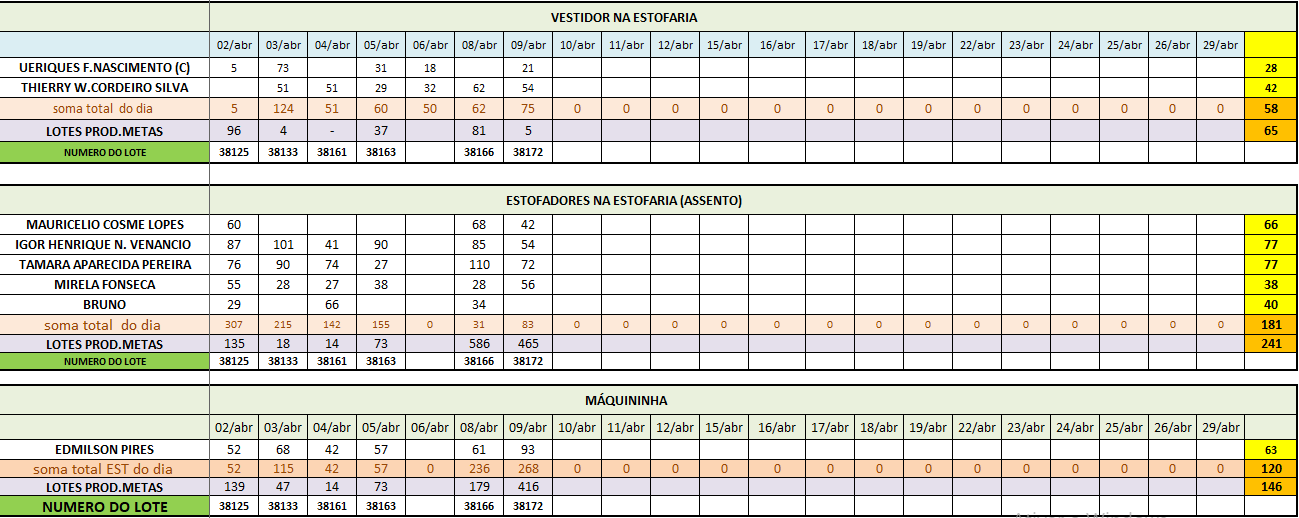 VESTIDOR NA ESTOFARIA
02/abr 03/abr 04/abr 05/abr 06/abr 08/abr 09/abr 10/abr 11/abr 12/abr 15/abr 16/abr 17/abr 18/abr 19/abr 22/abr 23/abr 24/abr 25/abr 26/abr 29/abr
UERIQUES F.NASCIMENTO (C) 5 73 31 18 21 28
THIERRY W.CORDEIRO SILVA 51 51 29 32 62 54 42
soma total do dia 5 124 51 60 50 62 75 0 0 0 0 0 0 0 0 0 0 0 0 0 0 58
LOTES PROD.METAS 96 4 - 37 81 5 65
NUMERO DO LOTE 38125 38133 38161 38163 38166 38172
ESTOFADORES NA ESTOFARIA (ASSENTO)
MAURICELIO COSME LOPES 60 68 42 66
IGOR HENRIQUE N. VENANCIO 87 101 41 90 85 54 77
TAMARA APARECIDA PEREIRA 76 90 74 27 110 72 77
MIRELA FONSECA 55 28 27 38 28 56 38
BRUNO 29 66 34 40
soma total do dia 307 215 142 155 0 31 83 0 0 0 0 0 0 0 0 0 0 0 0 0 0 181
LOTES PROD.METAS 135 18 14 73 586 465 241
NUMERO DO LOTE 38125 38133 38161 38163 38166 38172
MÁQUININHA
02/abr 03/abr 04/abr 05/abr 06/abr 08/abr 09/abr 10/abr 11/abr 12/abr 15/abr 16/abr 17/abr 18/abr 19/abr 22/abr 23/abr 24/abr 25/abr 26/abr 29/abr
EDMILSON PIRES 52 68 42 57 61 93 63
soma total EST do dia 52 115 42 57 0 236 268 0 0 0 0 0 0 0 0 0 0 0 0 0 0 120
LOTES PROD.METAS 139 47 14 73 179 416 146
NUMERO DO LOTE 38125 38133 38161 38163 38166 38172